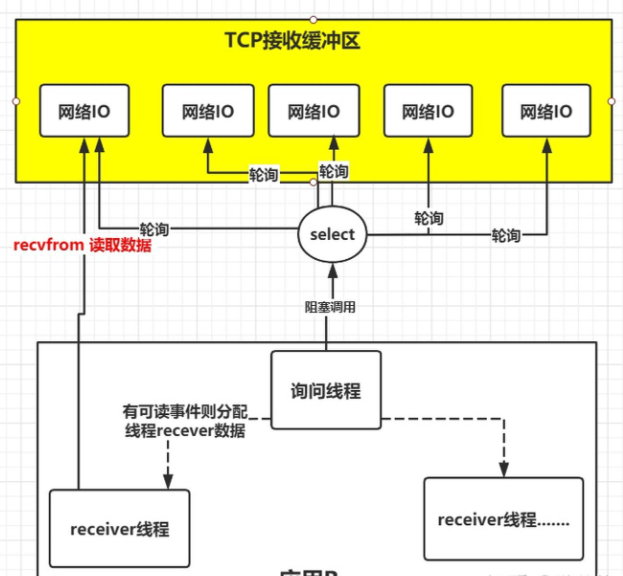 TCP接收缓冲区
网络IO
网络IO
网络IO
网络IO
网络IO
轮询
轮询
轮询
轮询
轮询
select
recvfrom 读取数据
阻塞调用
询问线程
有可读事件则分配
线程recever数据
receiver线程
receiver线程.......